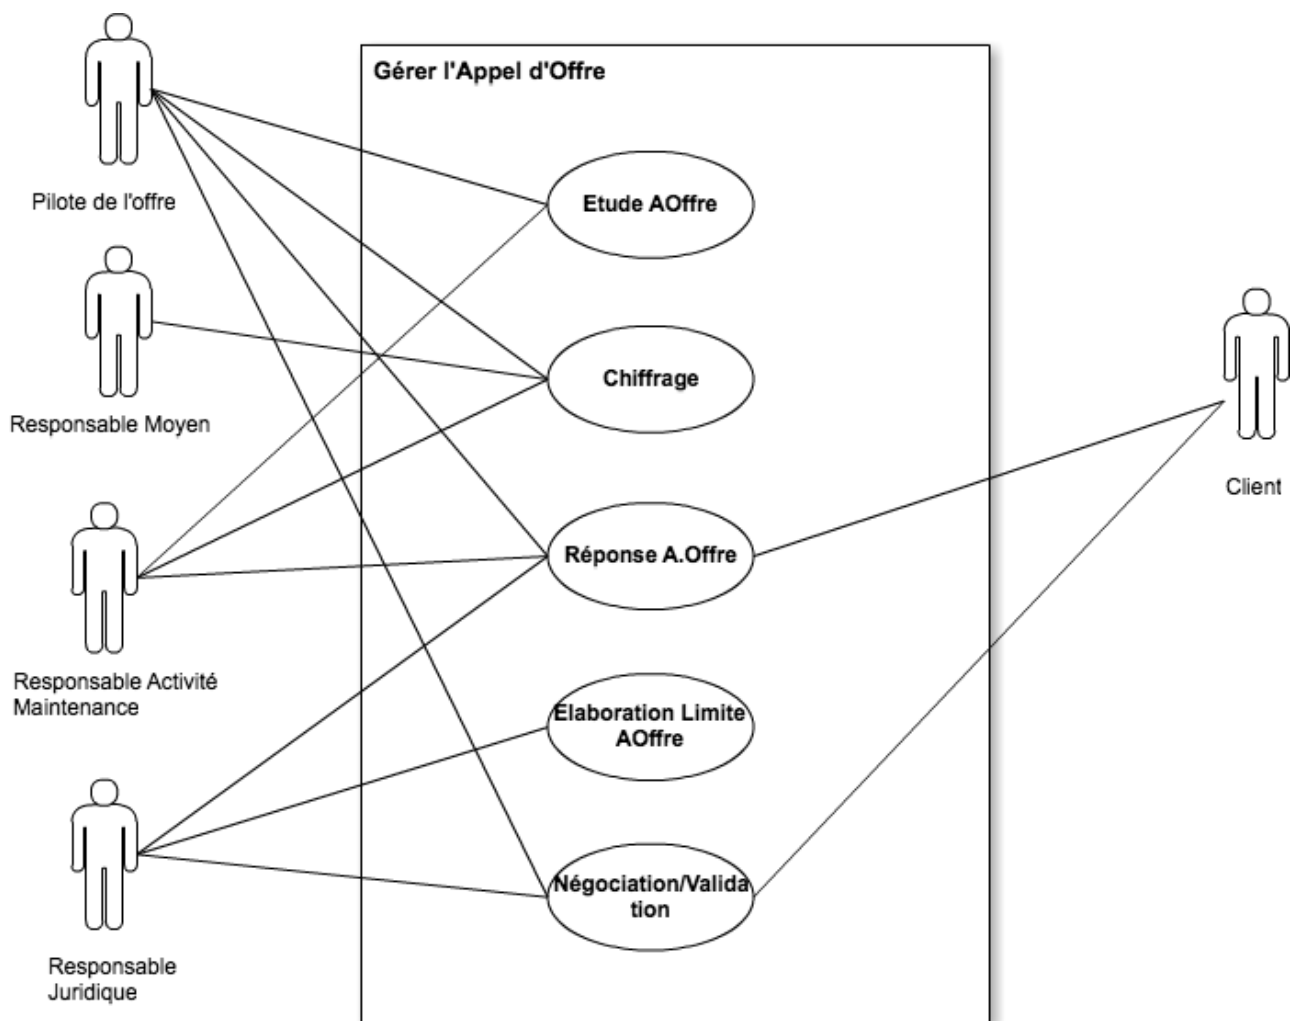 Gérer l'Appel d'Offre
Pilote de l'offre
Etude AOffre
Responsable Moyen
Chiffrage
Client
Réponse A.Offre
Responsable Activité
Maintenance
Elaboration Limite
AOffre
Négociation/Valida
tion
Responsable
Juridique